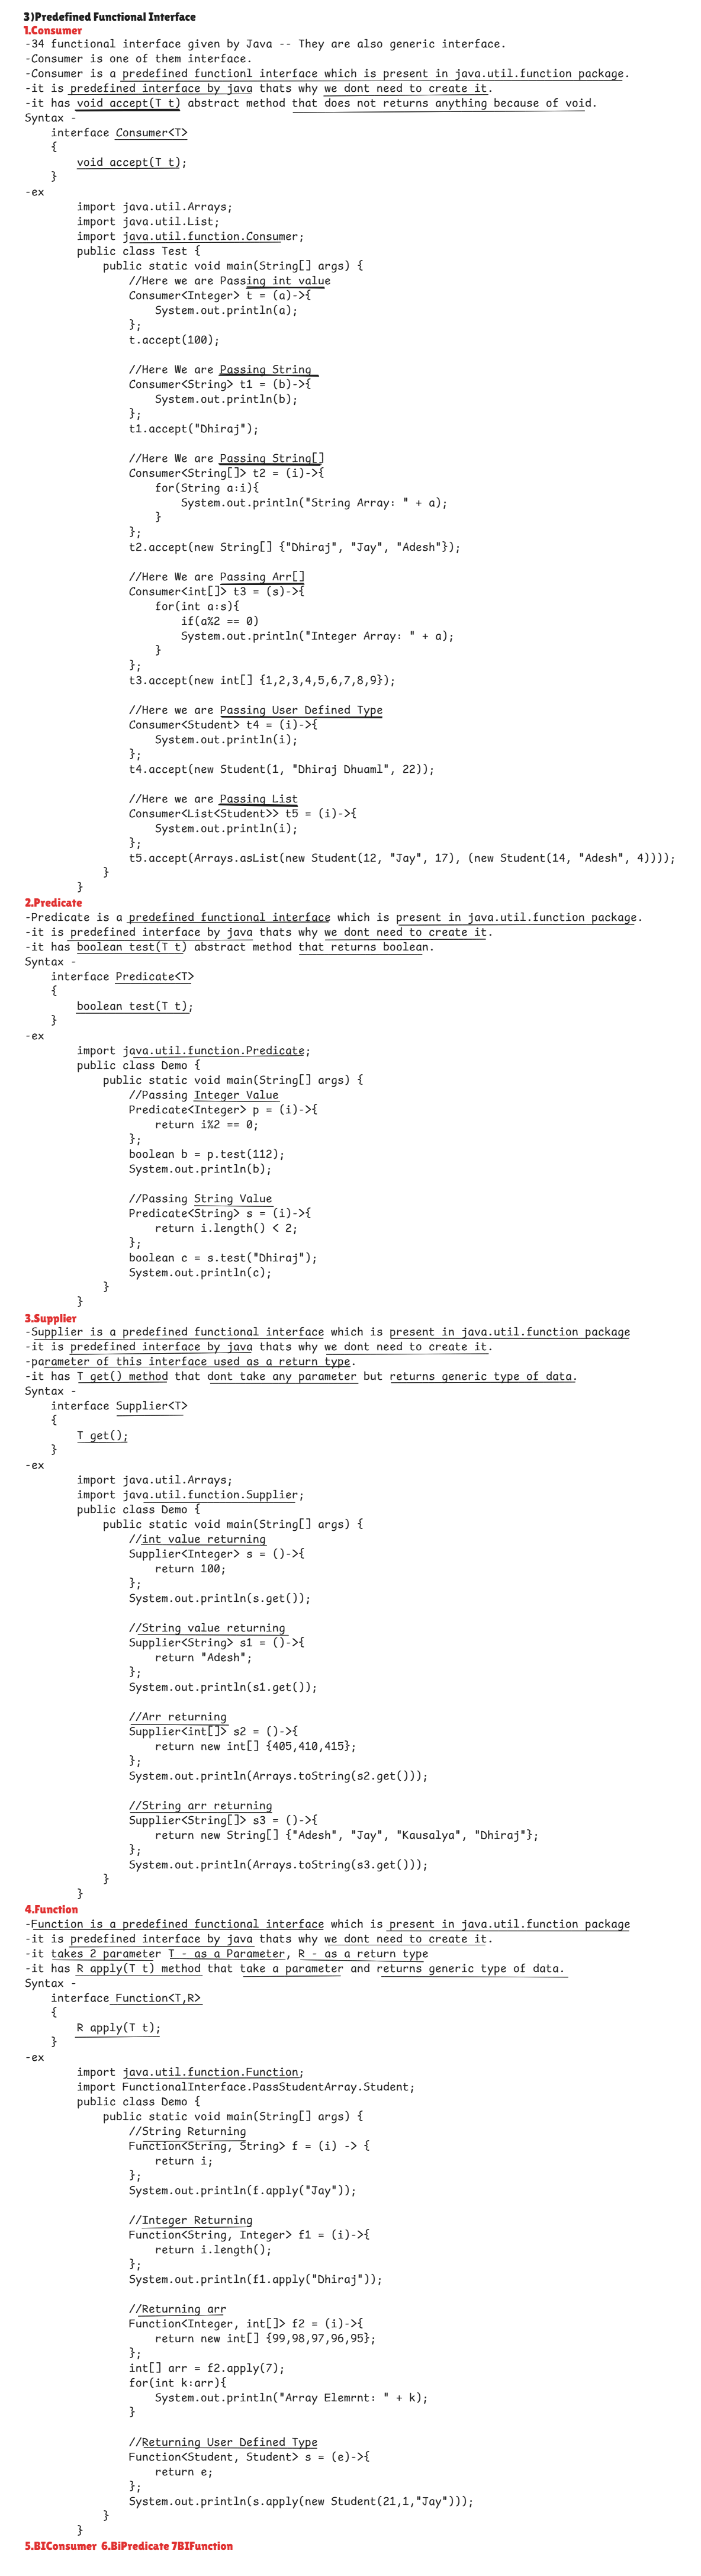 3)Predefined Functional Interface
1.Consumer
-34 functional interface given by Java -- They are also generic interface.
-Consumer is one of them interface.
-Consumer is a predefined functionl interface which is present in java.util.function package.
-it is predefined interface by java thats why we dont need to create it.
-it has void accept(T t) abstract method that does not returns anything because of void.
Syntax -
    interface Consumer<T>
    {
        void accept(T t);
    }
-ex
        import java.util.Arrays;
        import java.util.List;
        import java.util.function.Consumer;
        public class Test {
            public static void main(String[] args) {
                //Here we are Passing int value
                Consumer<Integer> t = (a)->{
                    System.out.println(a);
                };
                t.accept(100);

                //Here We are Passing String
                Consumer<String> t1 = (b)->{
                    System.out.println(b);
                };
                t1.accept("Dhiraj");

                //Here We are Passing String[]
                Consumer<String[]> t2 = (i)->{
                    for(String a:i){
                        System.out.println("String Array: " + a);
                    }
                };
                t2.accept(new String[] {"Dhiraj", "Jay", "Adesh"});

                //Here We are Passing Arr[]
                Consumer<int[]> t3 = (s)->{
                    for(int a:s){
                        if(a%2 == 0)
                        System.out.println("Integer Array: " + a);
                    }
                };
                t3.accept(new int[] {1,2,3,4,5,6,7,8,9});

                //Here we are Passing User Defined Type
                Consumer<Student> t4 = (i)->{
                    System.out.println(i);
                };
                t4.accept(new Student(1, "Dhiraj Dhuaml", 22));

                //Here we are Passing List
                Consumer<List<Student>> t5 = (i)->{
                    System.out.println(i);
                };
                t5.accept(Arrays.asList(new Student(12, "Jay", 17), (new Student(14, "Adesh", 4))));
            }
        }
2.Predicate
-Predicate is a predefined functional interface which is present in java.util.function package.
-it is predefined interface by java thats why we dont need to create it.
-it has boolean test(T t) abstract method that returns boolean.
Syntax -
    interface Predicate<T>
    {
        boolean test(T t);
    }
-ex
        import java.util.function.Predicate;
        public class Demo {
            public static void main(String[] args) {
                //Passing Integer Value
                Predicate<Integer> p = (i)->{
                    return i%2 == 0;
                };
                boolean b = p.test(112);
                System.out.println(b);

                //Passing String Value
                Predicate<String> s = (i)->{
                    return i.length() < 2;
                };
                boolean c = s.test("Dhiraj");
                System.out.println(c);
            }
        }
3.Supplier
-Supplier is a predefined functional interface which is present in java.util.function package
-it is predefined interface by java thats why we dont need to create it.
-parameter of this interface used as a return type.
-it has T get() method that dont take any parameter but returns generic type of data.
Syntax -
    interface Supplier<T>
    {
        T get();
    }
-ex
        import java.util.Arrays;
        import java.util.function.Supplier;
        public class Demo {
            public static void main(String[] args) {
                //int value returning
                Supplier<Integer> s = ()->{
                    return 100;
                };
                System.out.println(s.get());

                //String value returning
                Supplier<String> s1 = ()->{
                    return "Adesh";
                };
                System.out.println(s1.get());

                //Arr returning
                Supplier<int[]> s2 = ()->{
                    return new int[] {405,410,415};
                };
                System.out.println(Arrays.toString(s2.get()));

                //String arr returning
                Supplier<String[]> s3 = ()->{
                    return new String[] {"Adesh", "Jay", "Kausalya", "Dhiraj"};
                };
                System.out.println(Arrays.toString(s3.get()));
            }
        }
4.Function
-Function is a predefined functional interface which is present in java.util.function package
-it is predefined interface by java thats why we dont need to create it.
-it takes 2 parameter T - as a Parameter, R - as a return type
-it has R apply(T t) method that take a parameter and returns generic type of data.
Syntax -
    interface Function<T,R>
    {
        R apply(T t);
    }
-ex
        import java.util.function.Function;
        import FunctionalInterface.PassStudentArray.Student;
        public class Demo {
            public static void main(String[] args) {
                //String Returning
                Function<String, String> f = (i) -> {
                    return i;
                };
                System.out.println(f.apply("Jay"));

                //Integer Returning
                Function<String, Integer> f1 = (i)->{
                    return i.length();
                };
                System.out.println(f1.apply("Dhiraj"));

                //Returning arr
                Function<Integer, int[]> f2 = (i)->{
                    return new int[] {99,98,97,96,95};
                };
                int[] arr = f2.apply(7);
                for(int k:arr){
                    System.out.println("Array Elemrnt: " + k);
                }

                //Returning User Defined Type
                Function<Student, Student> s = (e)->{
                    return e;
                };
                System.out.println(s.apply(new Student(21,1,"Jay")));
            }
        }
5.BIConsumer 6.BiPredicate 7BIFunction